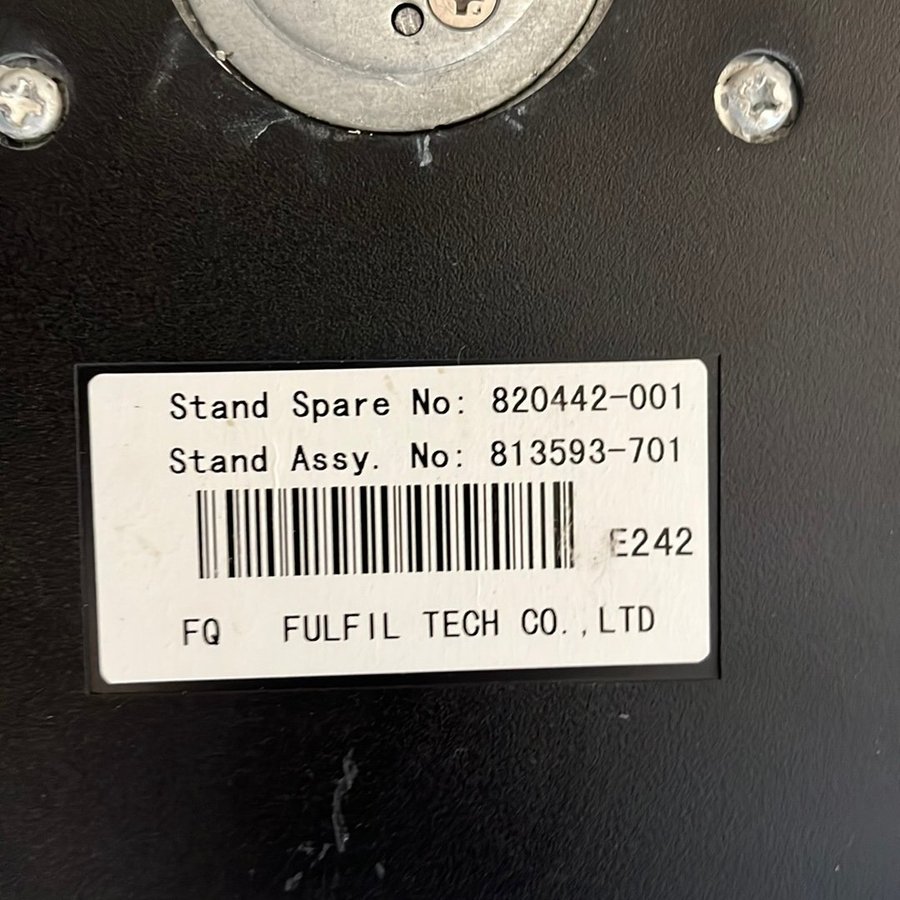 Stand Spare No: 820442-001
Stand Assy. No: 813593-701
E242
FQ FULFIL TECH CO.,LTD